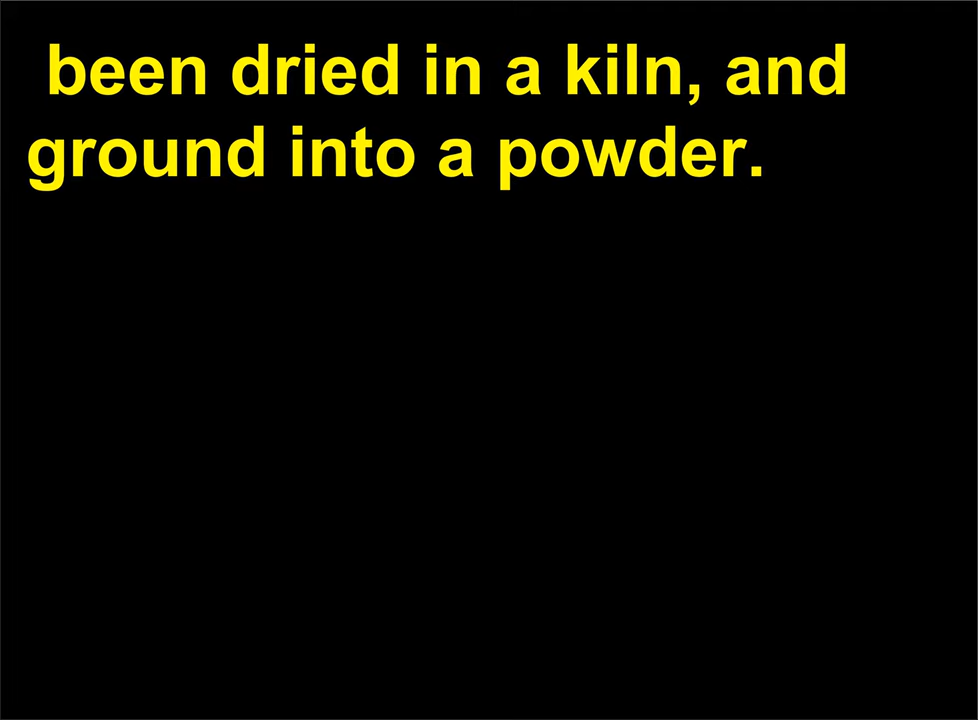 been dried in a kiln, and
ground into a powder.